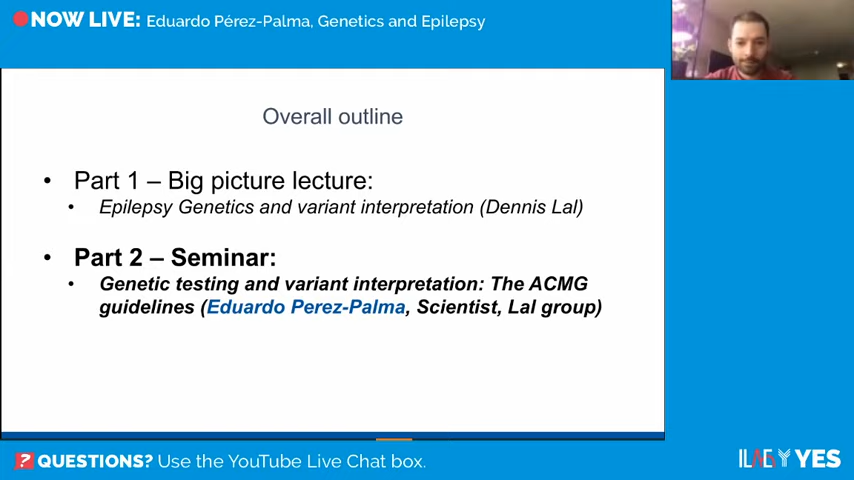 NOW LIVE: Eduardo Pérez-Palma, Genetics and Epilepsy
Overall outline
• Part 1 – Big picture lecture:
• Epilepsy Genetics and variant interpretation (Dennis Lal)
• Part 2 – Seminar:
• Genetic testing and variant interpretation: The ACMG
guidelines (Eduardo Perez-Palma, Scientist, Lal group)
? QUESTIONS? Use the YouTube Live Chat box.
ILAE YES